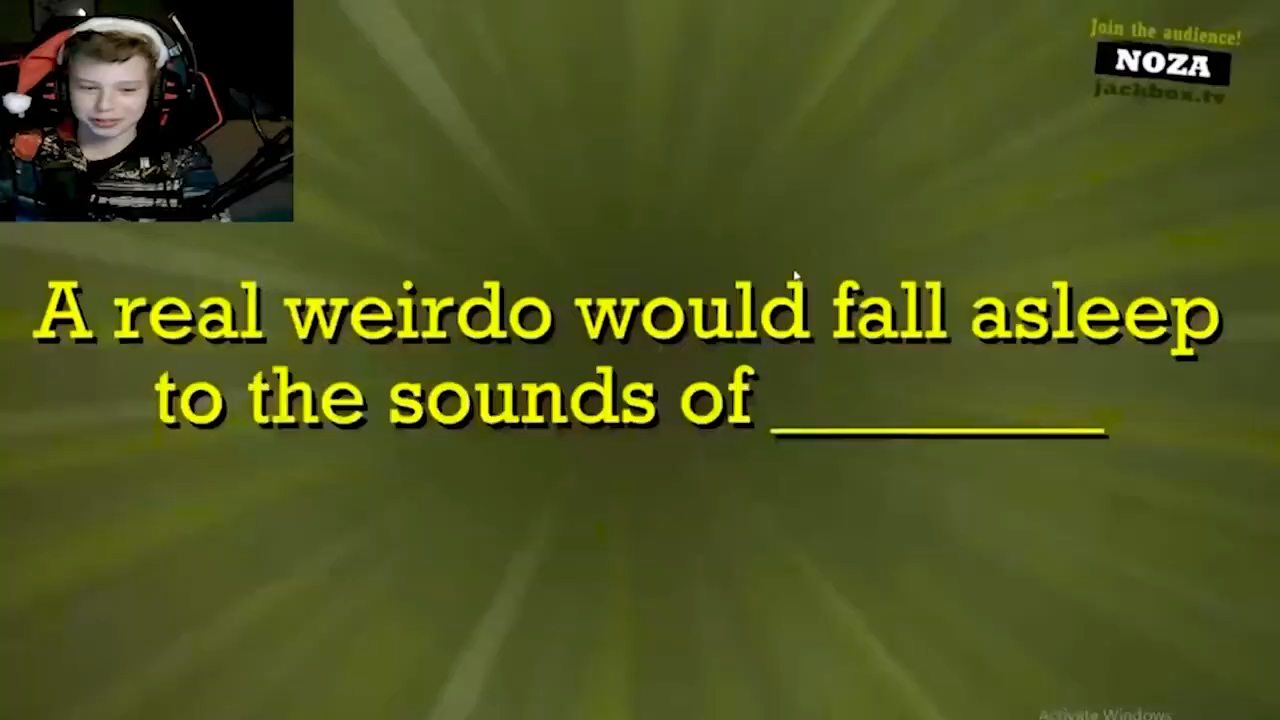 Join the audience!
NOZA
jackbox.tv
A real weirdo would fall asleep
to the sounds of ________
Activate Windows